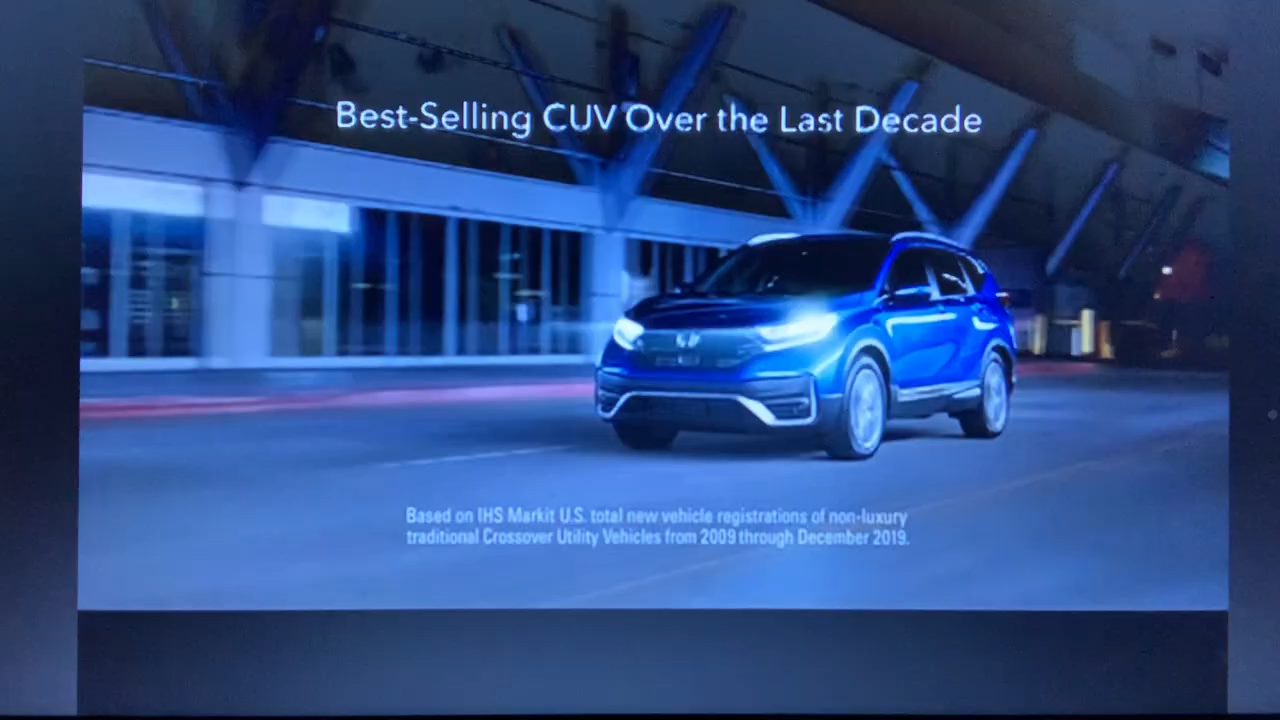 Best-Selling CUV Over the Last Decade
Based on IHS Markit U.S. total new vehicle registrations of non-luxury
traditional Crossover Utility Vehicles from 2009 through December 2019.